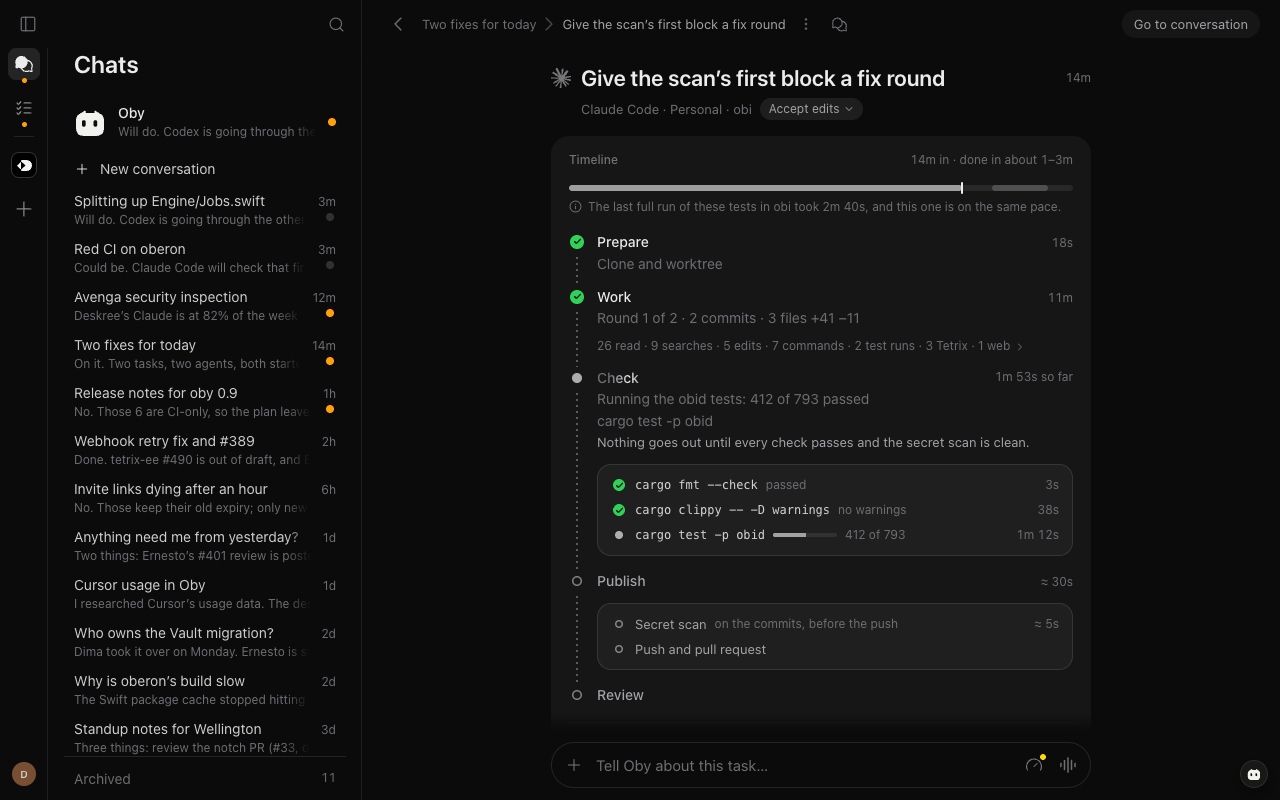 Chats
Oby
Will do. Codex is going through the
New conversation
Splitting up Engine/Jobs.swift 3m
Will do. Codex is going through the othe
Red CI on oberon 3m
Could be. Claude Code will check that fi
Avenga security inspection 12m
Deskree's Claude is at 82% of the week
Two fixes for today 14m
On it. Two tasks, two agents, both start
Release notes for oby 0.9 1h
No. Those 6 are CI-only, so the plan leave
Webhook retry fix and #389 2h
Done. tetrix-ee #490 is out of draft, and
Invite links dying after an hour 6h
No. Those keep their old expiry; only new
Anything need me from yesterday? 1d
Two things: Ernesto's #401 review is post
Cursor usage in Oby 1d
I researched Cursor's usage data. The de
Who owns the Vault migration? 2d
Dima took it over on Monday. Ernesto is s
Why is oberon's build slow 2d
The Swift package cache stopped hitting
Standup notes for Wellington 3d
Three things: review the notch PR (#33,
Archived 11
D
Two fixes for today Give the scan's first block a fix round
Go to conversation
Give the scan's first block a fix round 14m
Claude Code · Personal · obi Accept edits
Timeline 14m in · done in about 1–3m
The last full run of these tests in obi took 2m 40s, and this one is on the same pace.
Prepare 18s
Clone and worktree
Work 11m
Round 1 of 2 · 2 commits · 3 files +41 −11
26 read · 9 searches · 5 edits · 7 commands · 2 test runs · 3 Tetrix · 1 web
Check 1m 53s so far
Running the obid tests: 412 of 793 passed
cargo test -p obid
Nothing goes out until every check passes and the secret scan is clean.
cargo fmt --check passed 3s
cargo clippy -- -D warnings no warnings 38s
cargo test -p obid 412 of 793 1m 12s
Publish ≈ 30s
Secret scan on the commits, before the push ≈ 5s
Push and pull request
Review
Tell Oby about this task…